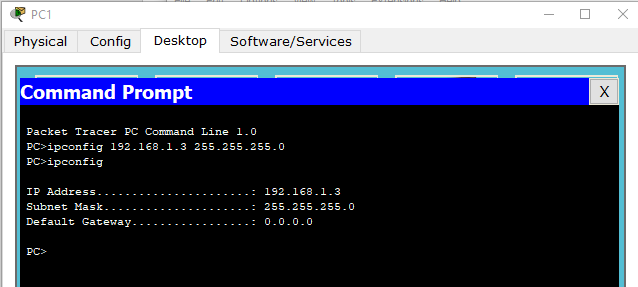 PC1
Physical Config Desktop Software/Services
Command Prompt X
Packet Tracer PC Command Line 1.0
PC>ipconfig 192.168.1.3 255.255.255.0
PC>ipconfig
IP Address......................: 192.168.1.3
Subnet Mask.....................: 255.255.255.0
Default Gateway.................: 0.0.0.0
PC>